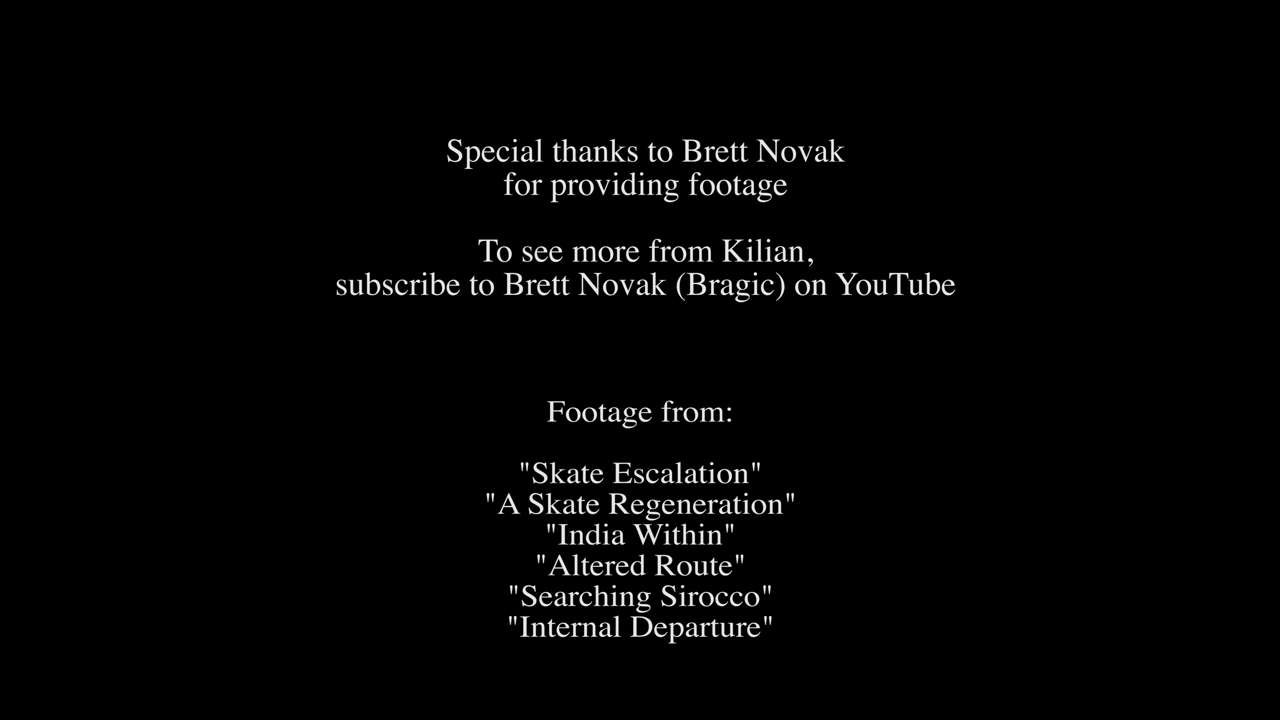 Special thanks to Brett Novak
for providing footage
To see more from Kilian,
subscribe to Brett Novak (Bragic) on YouTube
Footage from:
"Skate Escalation"
"A Skate Regeneration"
"India Within"
"Altered Route"
"Searching Sirocco"
"Internal Departure"